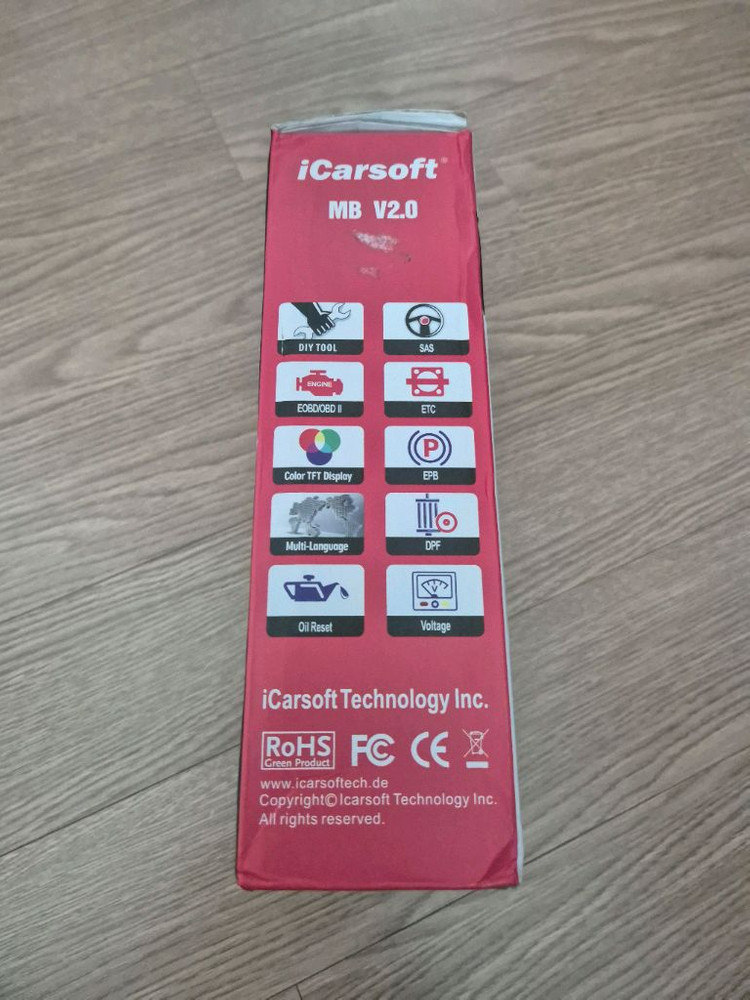 iCarsoft®
MB V2.0
DIY TOOL
SAS
ENGINE
EOBD/OBD II
ETC
Color TFT Display
P
EPB
Multi-Language
DPF
Oil Reset
V
Voltage
iCarsoft Technology Inc.
RoHS
Green Product
FC CE
www.icarsoftech.de
Copyright© Icarsoft Technology Inc.
All rights reserved.